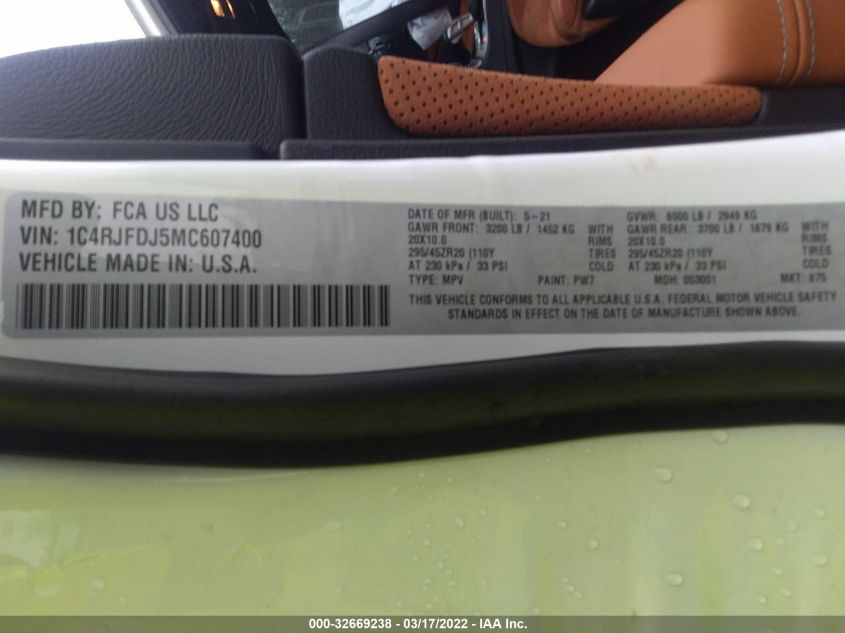 MFD BY: FCA US LLC
VIN: 1C4RJFDJ5MC607400
VEHICLE MADE IN: U.S.A.
DATE OF MFR (BUILT): 5-21 GVWR: 6500 LB / 2949 KG
GAWR FRONT: 3200 LB / 1452 KG WITH GAWR REAR: 3700 LB / 1679 KG WITH
20X10.0 TIRES 20X10.0 TIRES
295/45ZR20 (110Y 295/45ZR20 (110Y
AT 230 kPa / 33 PSI COLD AT 230 kPa / 33 PSI COLD
TYPE: MPV PAINT: PW7 MDH: 053001 MKT: 875
THIS VEHICLE CONFORMS TO ALL APPLICABLE U.S.A. FEDERAL MOTOR VEHICLE SAFETY
STANDARDS IN EFFECT ON THE DATE OF MANUFACTURE SHOWN ABOVE.
000-32669238 - 03/17/2022 - IAA Inc.